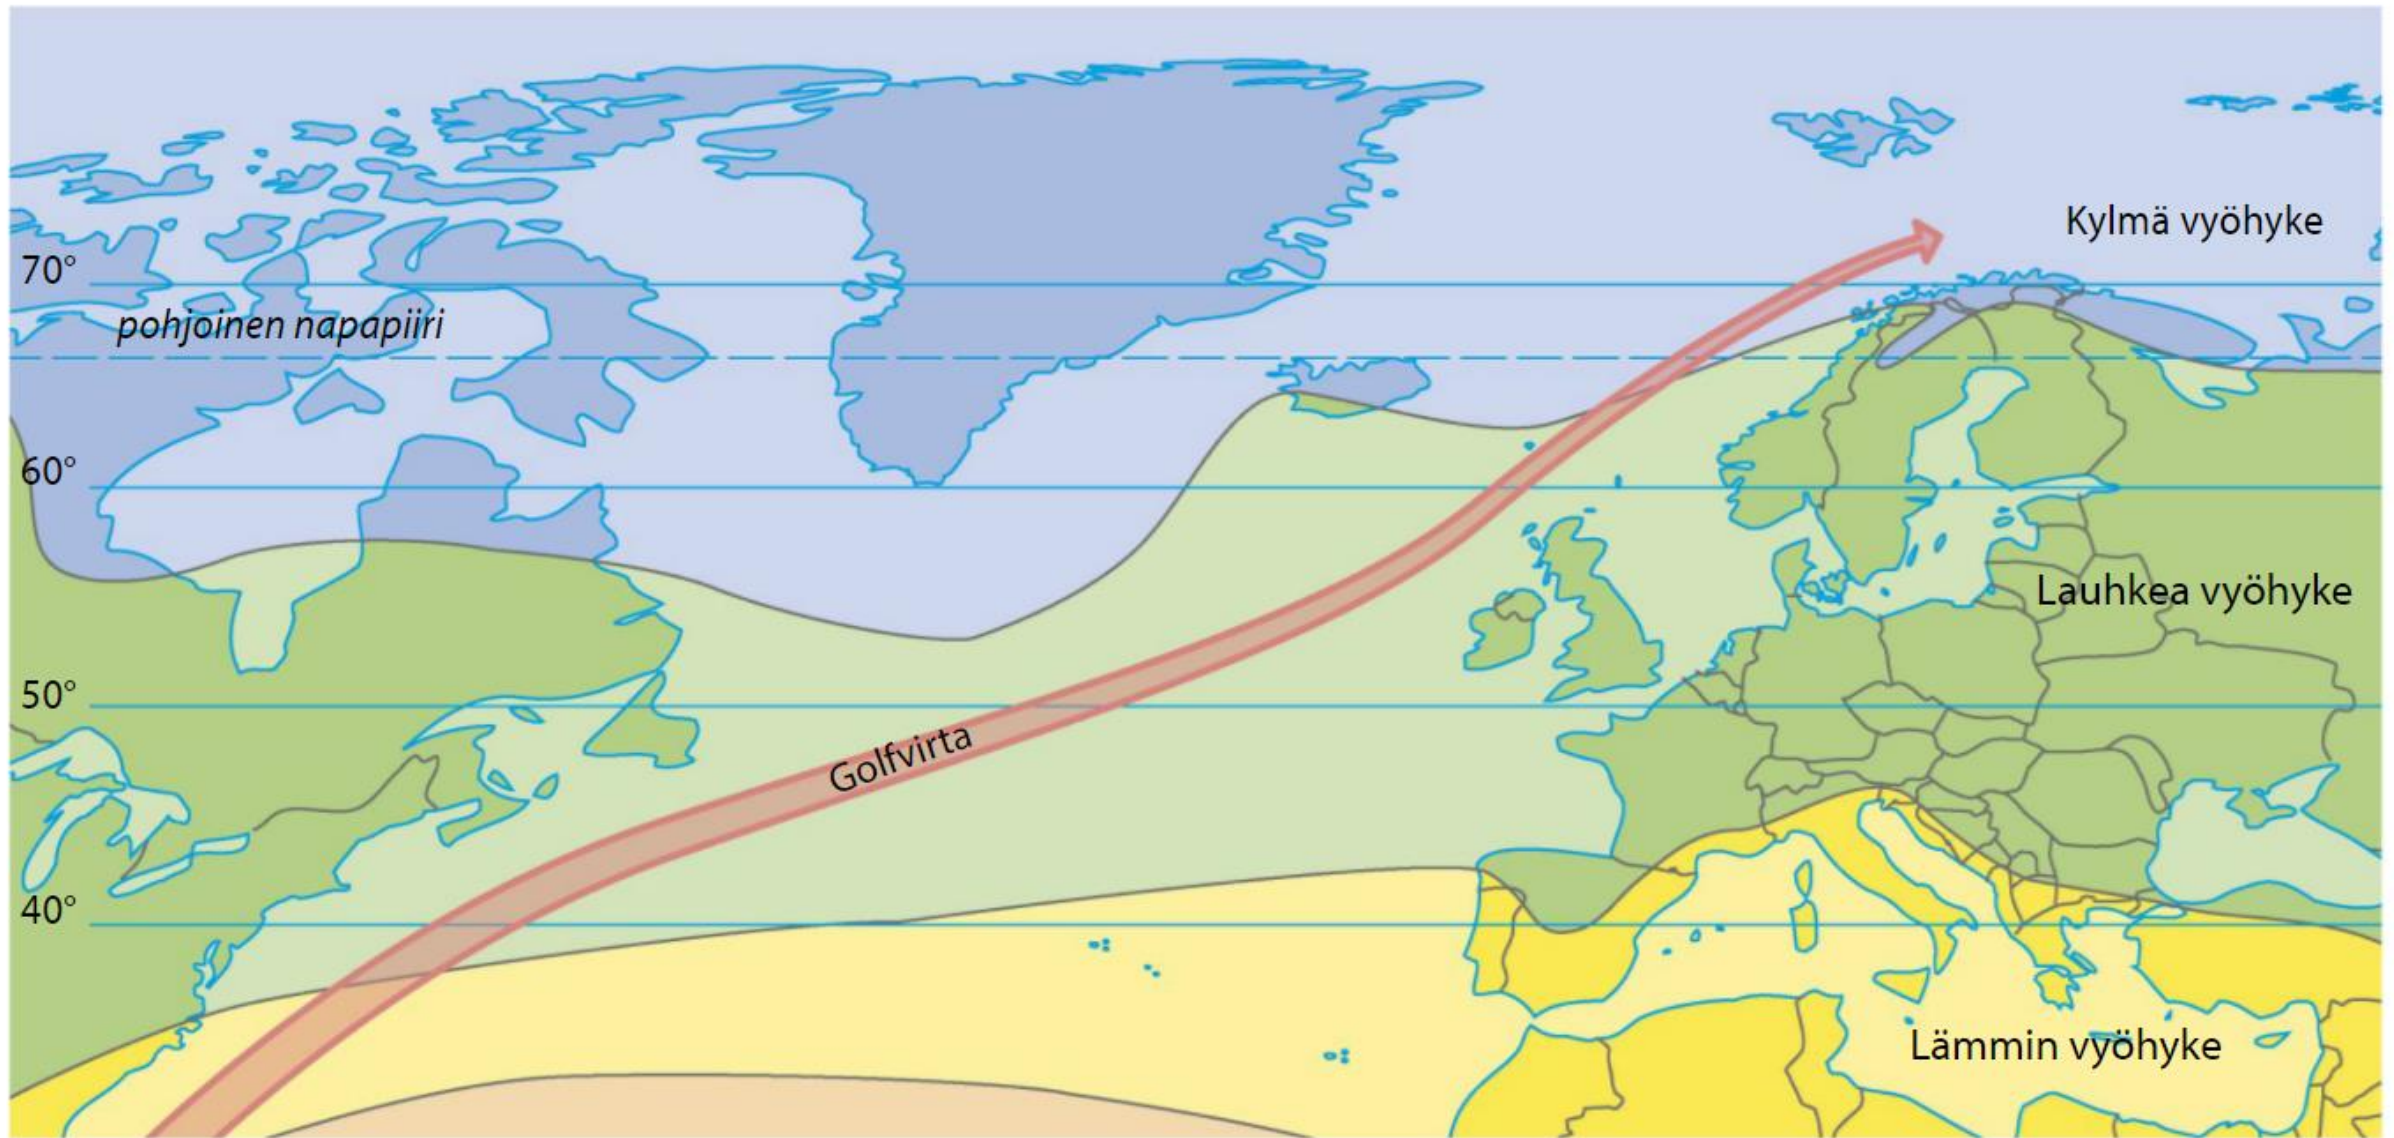 Kylmä vyöhyke
70°
pohjoinen napapiiri
60°
Lauhkea vyöhyke
50°
Golfvirta
40°
Lämmin vyöhyke